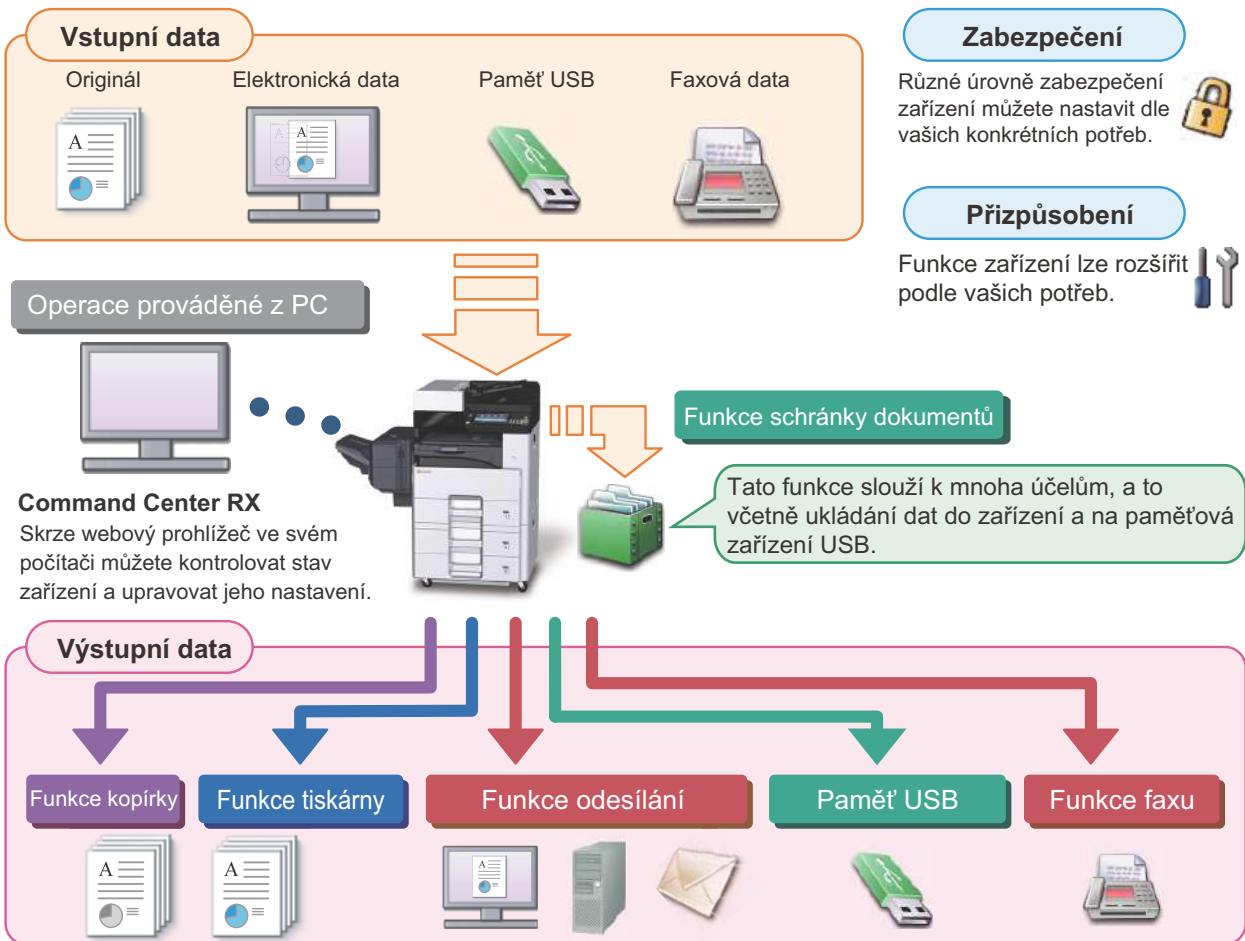 Vstupní data
Originál
Elektronická data
Paměť USB
Faxová data
Zabezpečení
Různé úrovně zabezpečení
zařízení můžete nastavit dle
vašich konkrétních potřeb.
Přizpůsobení
Funkce zařízení lze rozšířit
podle vašich potřeb.
Operace prováděné z PC
Command Center RX
Skrze webový prohlížeč ve svém
počítači můžete kontrolovat stav
zařízení a upravovat jeho nastavení.
Funkce schránky dokumentů
Tato funkce slouží k mnoha účelům, a to
včetně ukládání dat do zařízení a na paměťová
zařízení USB.
Výstupní data
Funkce kopírky
Funkce tiskárny
Funkce odesílání
Paměť USB
Funkce faxu